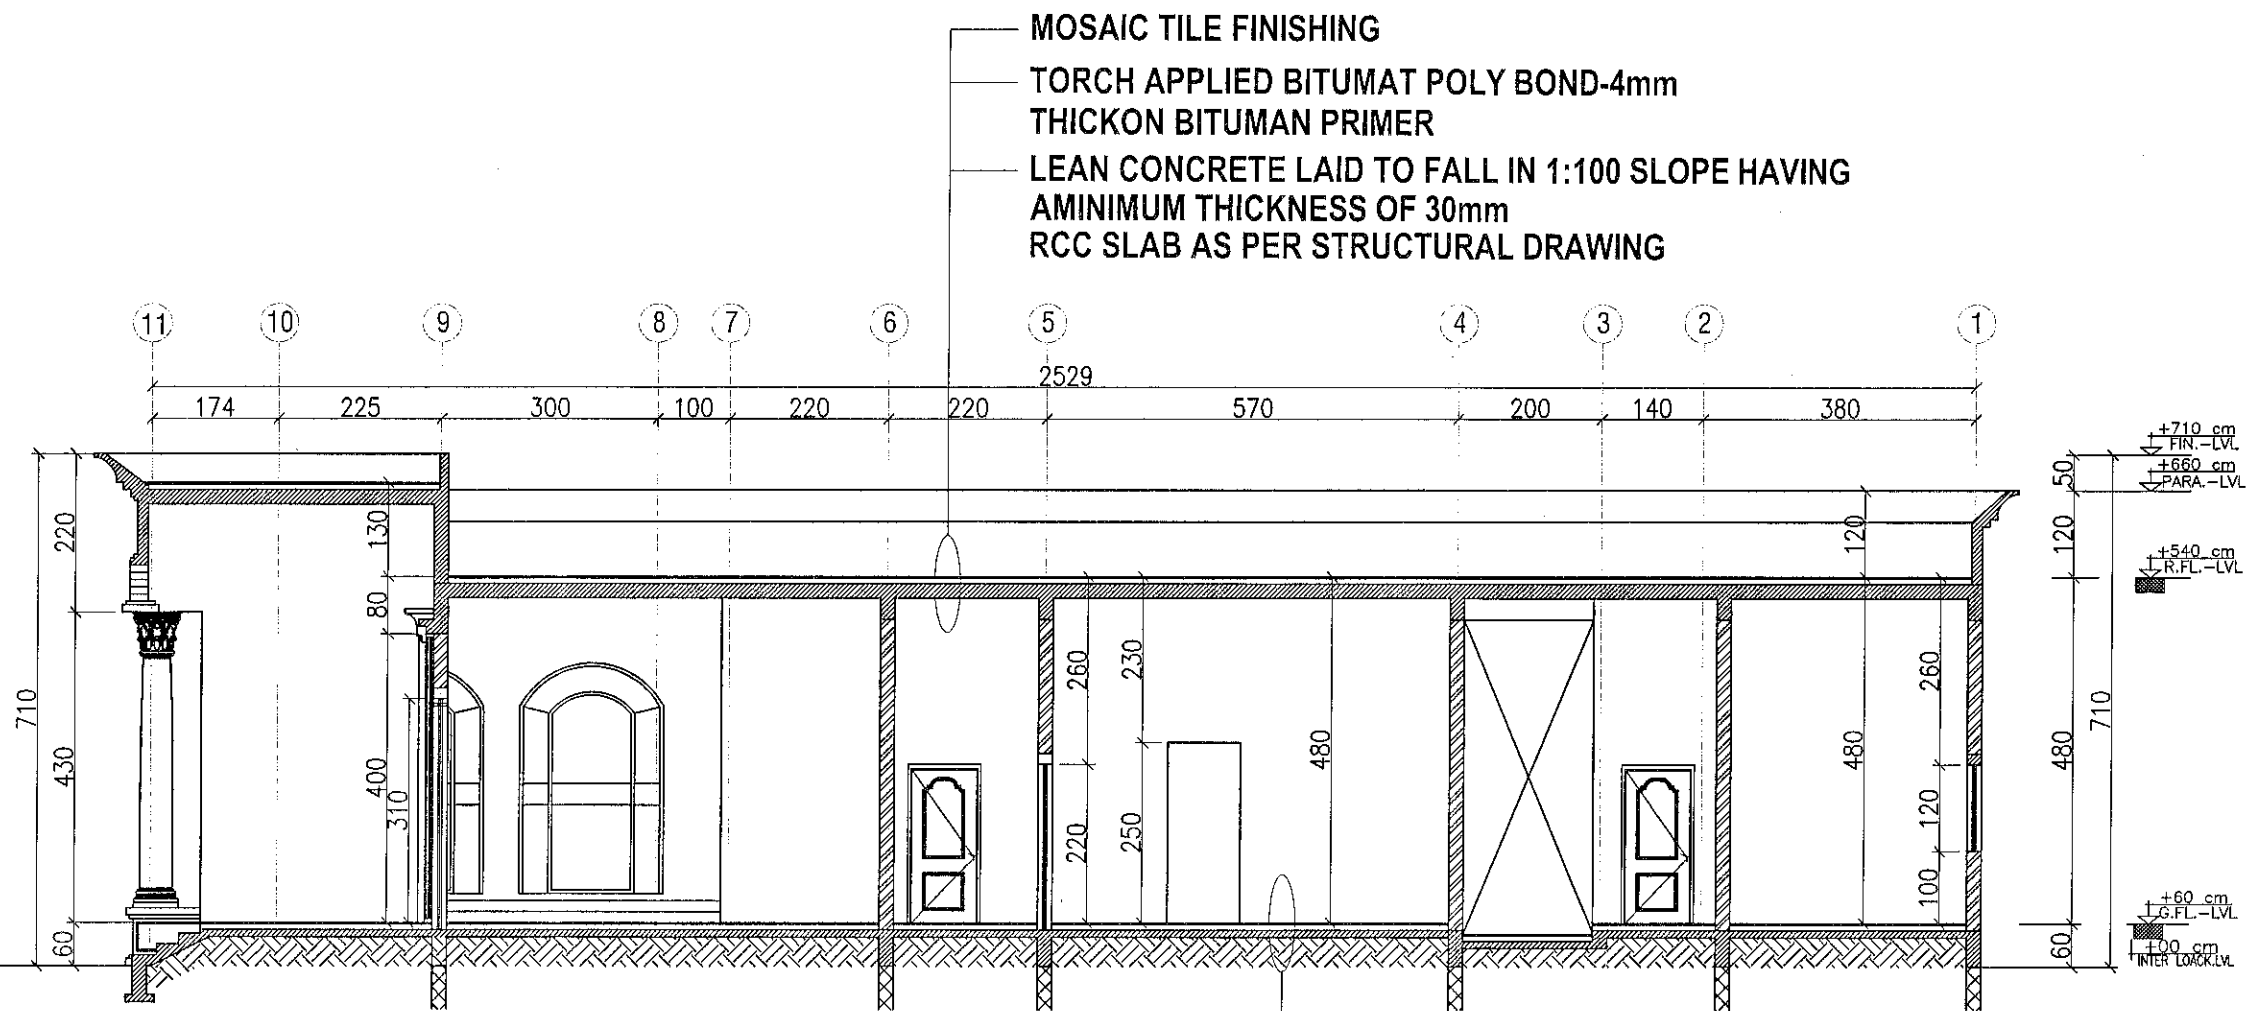 MOSAIC TILE FINISHING
TORCH APPLIED BITUMAT POLY BOND-4mm
THICKON BITUMAN PRIMER
LEAN CONCRETE LAID TO FALL IN 1:100 SLOPE HAVING
AMINIMUM THICKNESS OF 30mm
RCC SLAB AS PER STRUCTURAL DRAWING
11 10 9 8 7 6 5 4 3 2 1
2529
174 225 300 100 220 220 570 200 140 380
+710 cm
FIN.-LVL
+660 cm
PARA.-LVL
+540 cm
R.FL.-LVL
+60 cm
G.FL.-LVL
+00 cm
INTER LOACK.LVL
710
220
430
60
130
80
400
310
260
220
230
250
480
120
480
260
120
100
50
120
480
60
710